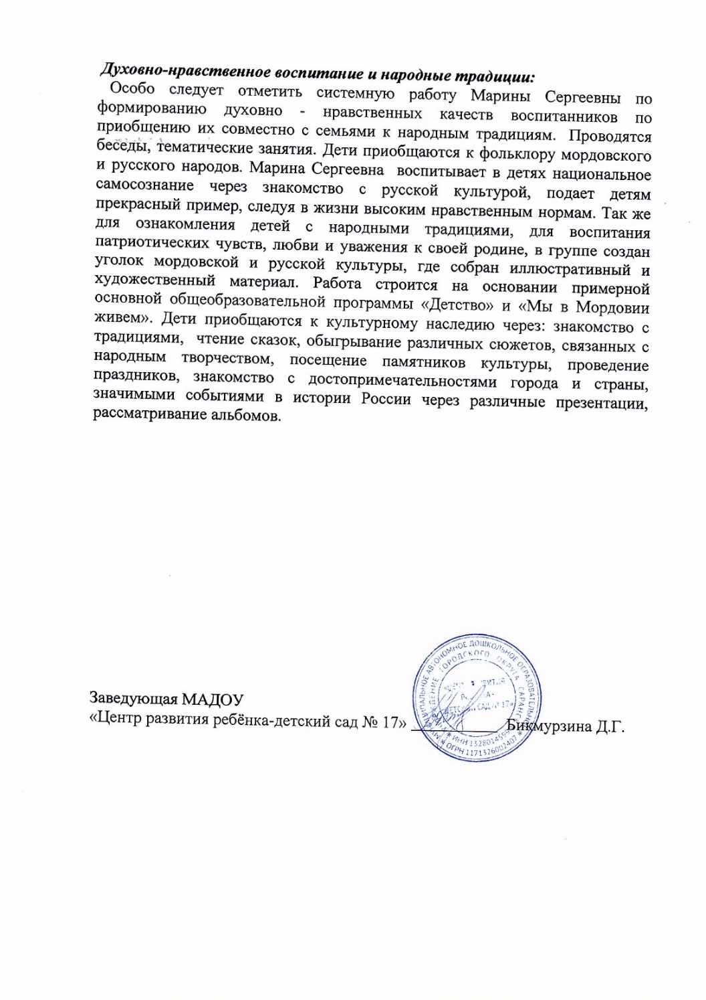 Духовно-нравственное воспитание и народные традиции:
Особо следует отметить системную работу Марины Сергеевны по
формированию духовно - нравственных качеств воспитанников по
приобщению их совместно с семьями к народным традициям. Проводятся
беседы, тематические занятия. Дети приобщаются к фольклору мордовского
и русского народов. Марина Сергеевна воспитывает в детях национальное
самосознание через знакомство с русской культурой, подает детям
прекрасный пример, следуя в жизни высоким нравственным нормам. Так же
для ознакомления детей с народными традициями, для воспитания
патриотических чувств, любви и уважения к своей родине, в группе создан
уголок мордовской и русской культуры, где собран иллюстративный и
художественный материал. Работа строится на основании примерной
основной общеобразовательной программы «Детство» и «Мы в Мордовии
живем». Дети приобщаются к культурному наследию через: знакомство с
традициями, чтение сказок, обыгрывание различных сюжетов, связанных с
народным творчеством, посещение памятников культуры, проведение
праздников, знакомство с достопримечательностями города и страны,
значимыми событиями в истории России через различные презентации,
рассматривание альбомов.
Заведующая МАДОУ
«Центр развития ребёнка-детский сад № 17» __________ Бикмурзина Д.Г.
МУНИЦИПАЛЬНОЕ АВТОНОМНОЕ ДОШКОЛЬНОЕ ОБРАЗОВАТЕЛЬНОЕ
ГОРОДСКОГО ОКРУГА САРАНСК
САД № 17»
ИНН 1328014599
ОГРН 1171326002407